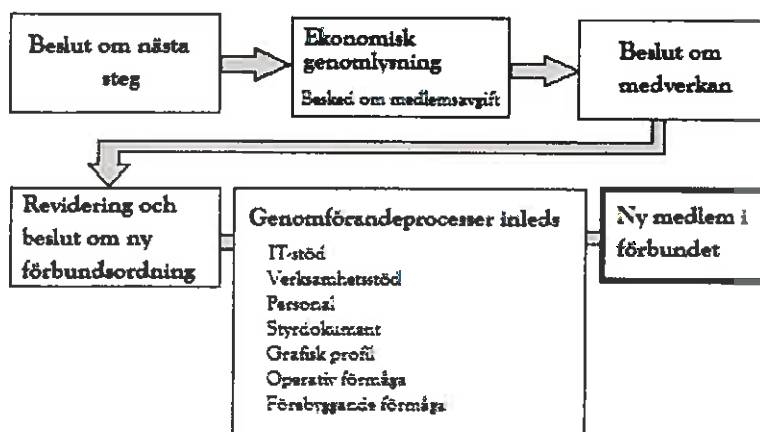 Beslut om nästa
steg
Ekonomisk
genomlysning
Besked om medlemsavgift
Beslut om
medverkan
Revidering och
beslut om ny
förbundsordning
Genomförandeprocesser inleds
IT-stöd
Verksamhetsstöd
Personal
Styrdokument
Grafisk profil
Operativ förmåga
Förebyggande förmåga
Ny medlem i
förbundet